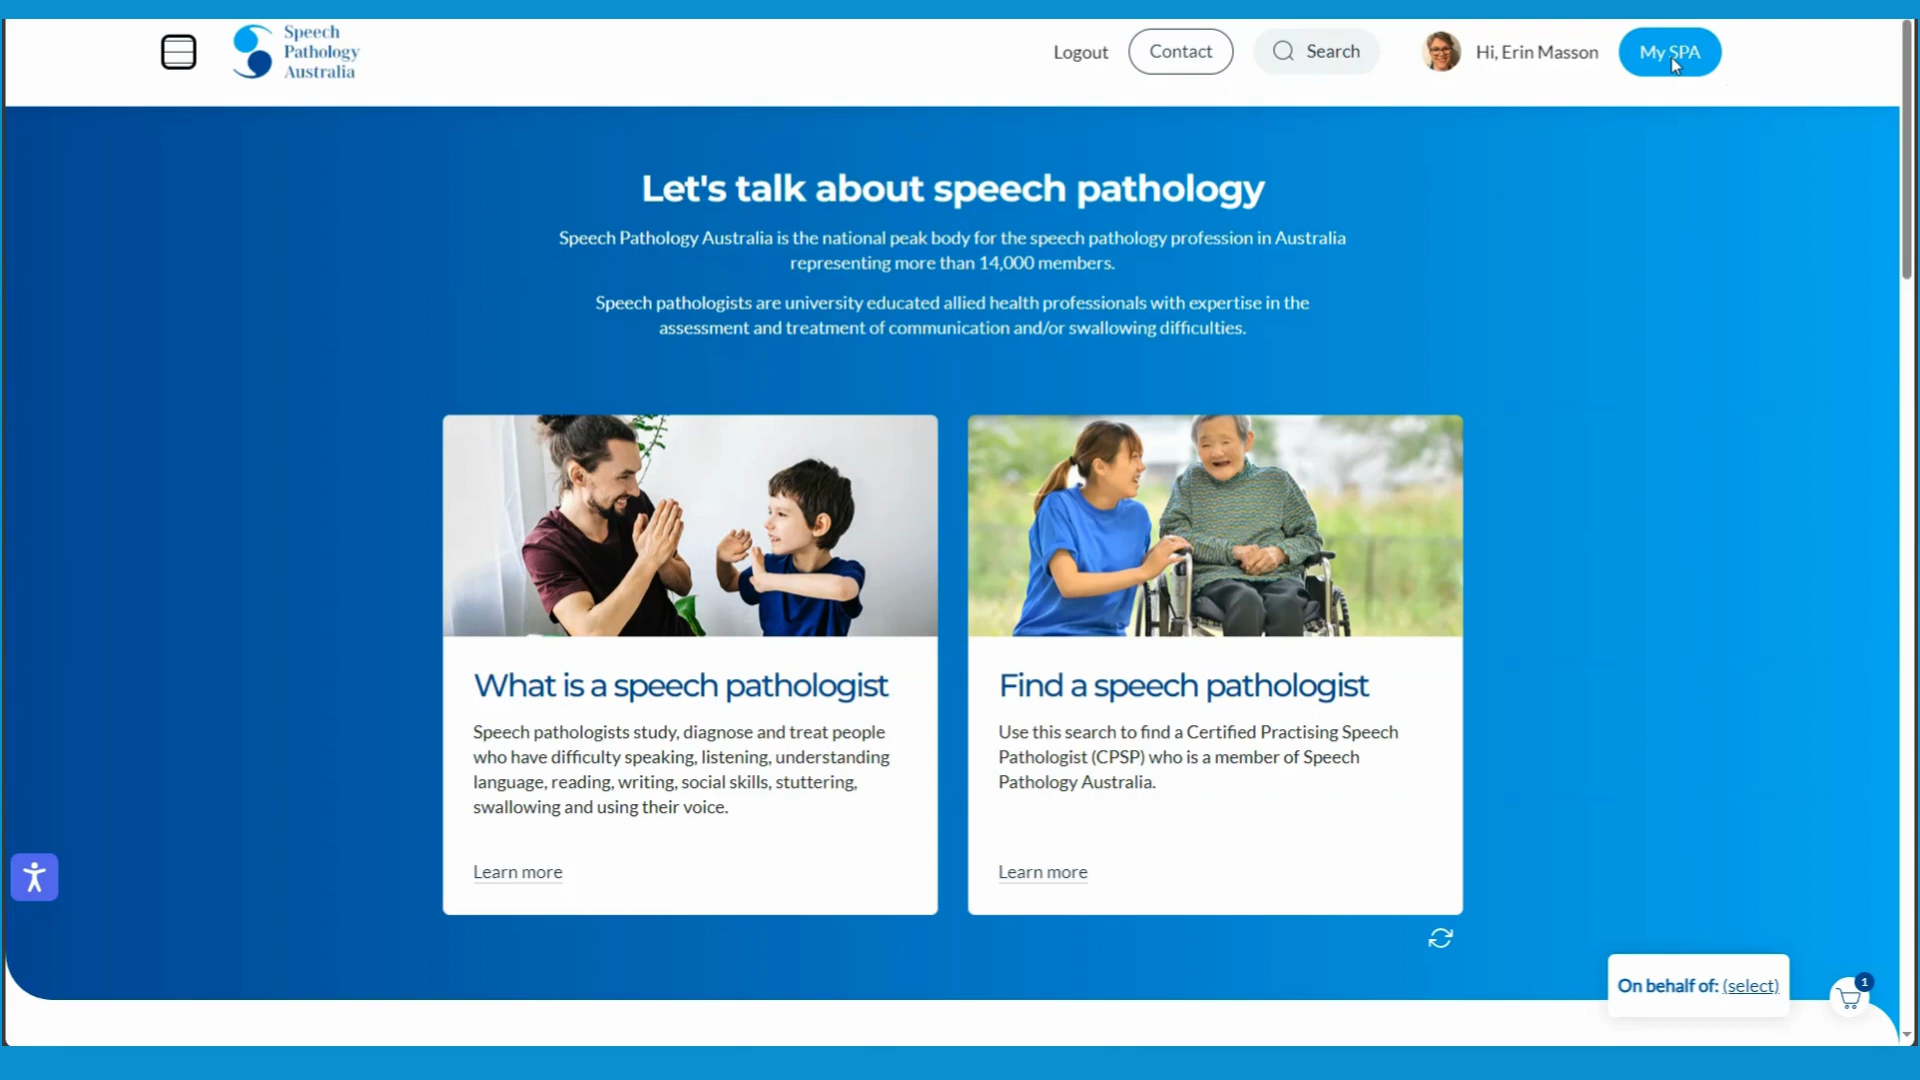 Speech
Pathology
Australia
Logout
Contact
Search
Hi, Erin Masson
My SPA
Let's talk about speech pathology
Speech Pathology Australia is the national peak body for the speech pathology profession in Australia
representing more than 14,000 members.
Speech pathologists are university educated allied health professionals with expertise in the
assessment and treatment of communication and/or swallowing difficulties.
What is a speech pathologist
Speech pathologists study, diagnose and treat people
who have difficulty speaking, listening, understanding
language, reading, writing, social skills, stuttering,
swallowing and using their voice.
Learn more
Find a speech pathologist
Use this search to find a Certified Practising Speech
Pathologist (CPSP) who is a member of Speech
Pathology Australia.
Learn more
On behalf of: (select)
1